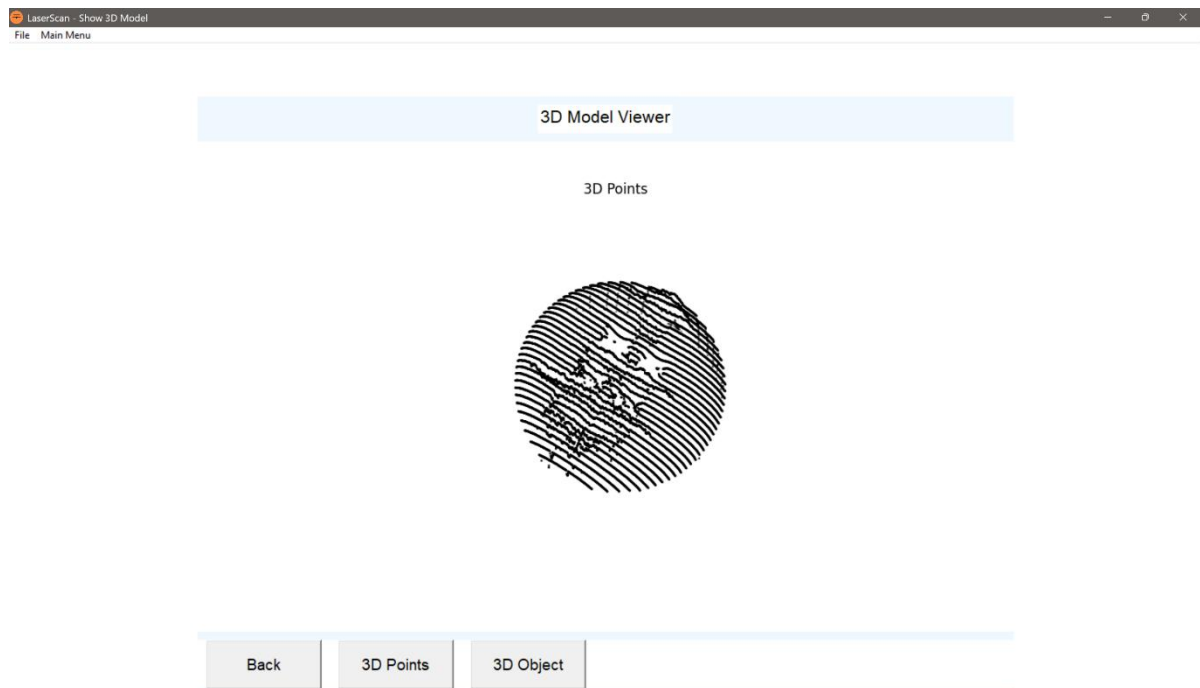 LaserScan - Show 3D Model
File Main Menu
3D Model Viewer
3D Points
Back 3D Points 3D Object